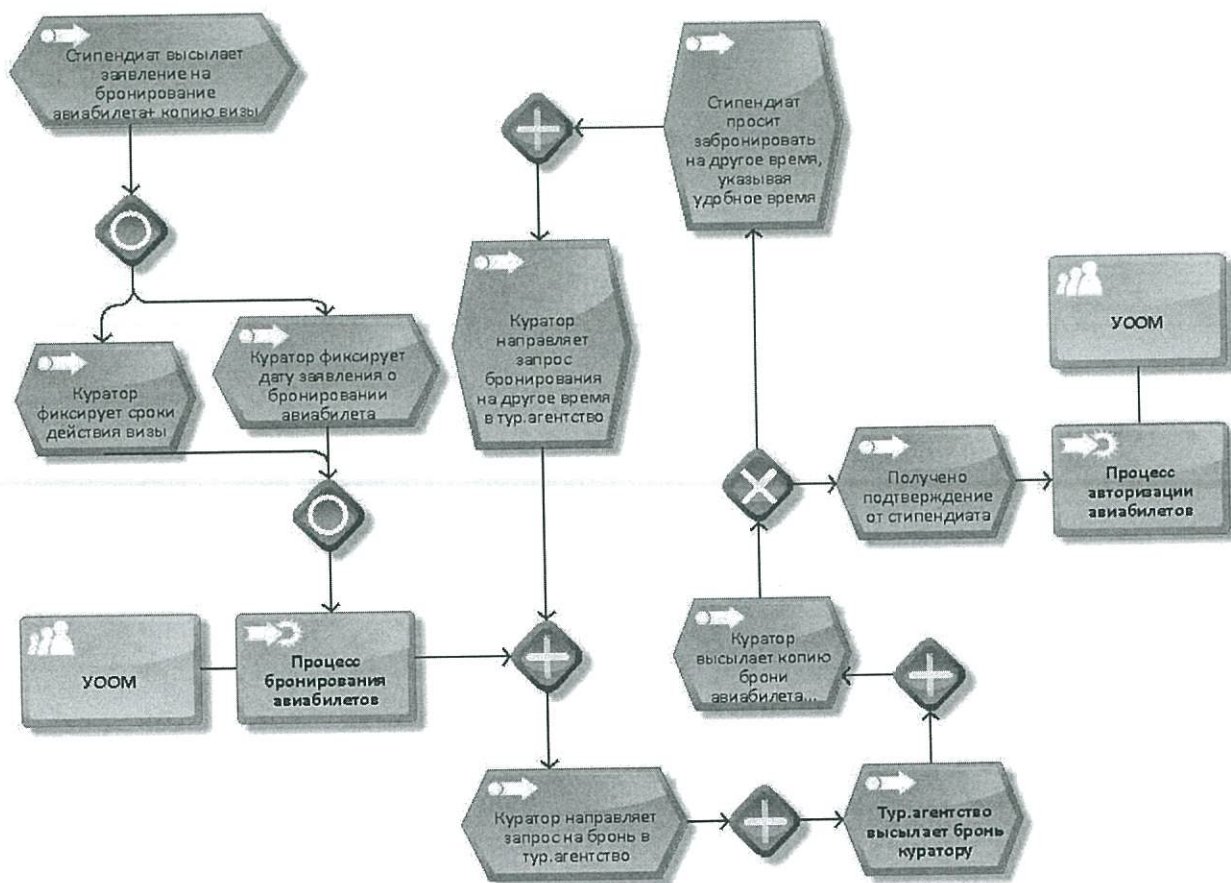 Стипендиат высылает
заявление на
бронирование
авиабилета+ копию визы
Стипендиат
просит
забронировать
на другое время,
указывая
удрбное время
УООМ
Куратор
направляет
запрос
бронирования
на другое время
в тур.агентство
Куратор фиксирует
дату заявления о
бронировании
авиабилета
Куратор
фиксирует сроки
действия визы
Получено
подтверждение
от стипендиата
Процесс
авторизации
авиабилетов
УООМ
Процесс
бронирования
авиабилетов
Куратор
высылает копию
брони
авиабилета...
Куратор направляет
запрос на бронь в
тур.агентство
Тур.агентство
высылает бронь
куратору